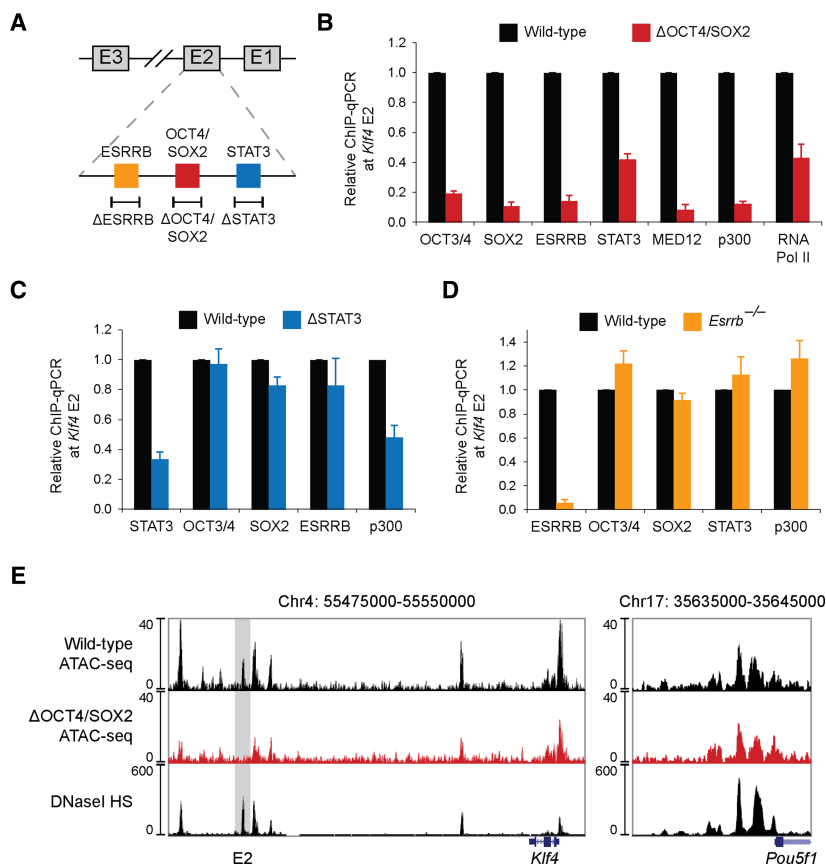 A
E3
E2
E1
ESRRB
OCT4/
SOX2
STAT3
ΔESRRB
ΔOCT4/
SOX2
ΔSTAT3
B
Wild-type
ΔOCT4/SOX2
Relative ChIP-qPCR
at Klf4 E2
1.2
1.0
0.8
0.6
0.4
0.2
0.0
OCT3/4
SOX2
ESRRB
STAT3
MED12
p300
RNA
Pol II
C
Wild-type
ΔSTAT3
Relative ChIP-qPCR
at Klf4 E2
1.2
1.0
0.8
0.6
0.4
0.2
0.0
STAT3
OCT3/4
SOX2
ESRRB
p300
D
Wild-type
Esrrb–/–
Relative ChIP-qPCR
at Klf4 E2
1.4
1.2
1.0
0.8
0.6
0.4
0.2
0.0
ESRRB
OCT3/4
SOX2
STAT3
p300
E
Chr4: 55475000-55550000
Chr17: 35635000-35645000
Wild-type
ATAC-seq
40
0
40
0
ΔOCT4/SOX2
ATAC-seq
40
0
40
0
DNaseI HS
600
0
600
0
E2
Klf4
Pou5f1